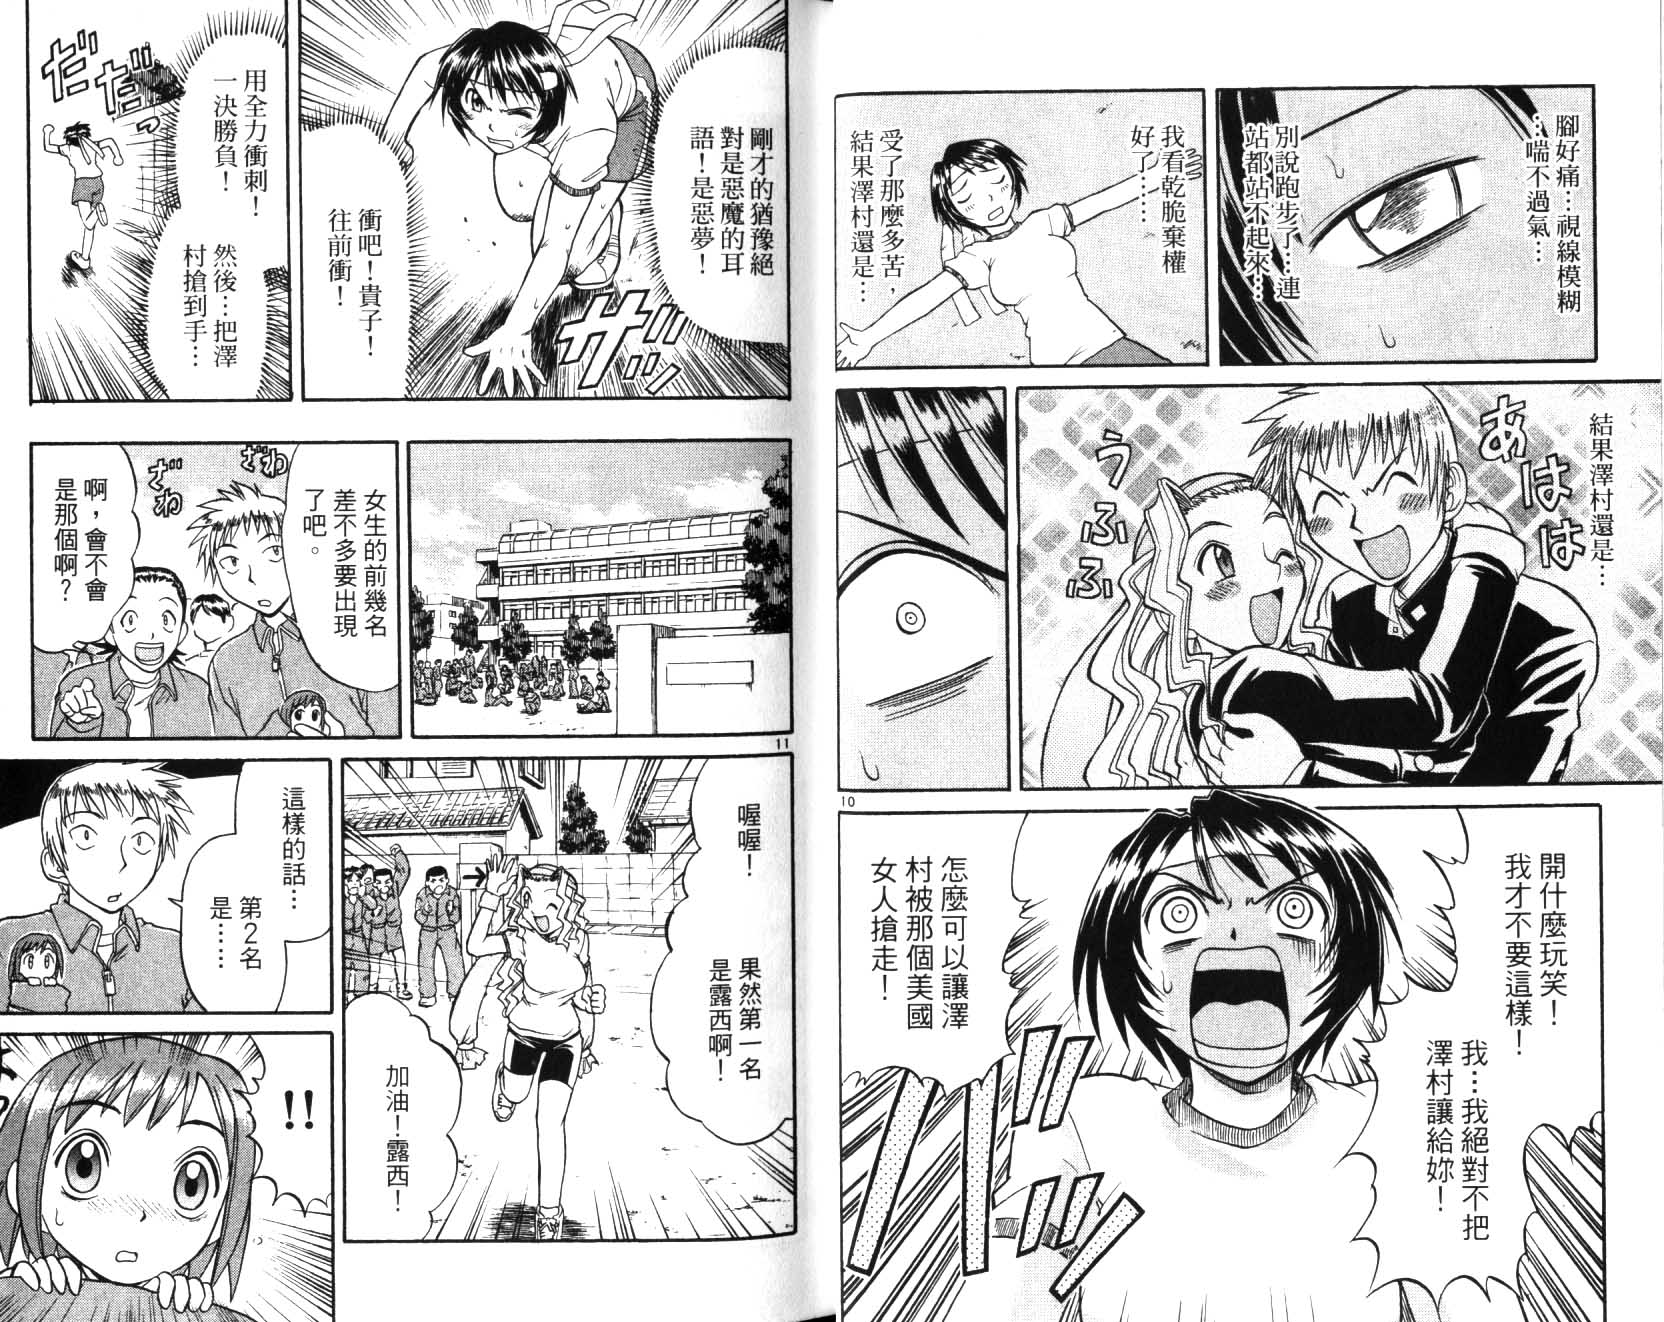 腳好痛…視線模糊
…喘不過氣…
別說跑步了…連
站都站不起來…
我看乾脆棄權
好了……
受了那麼多苦，
結果澤村還是…
結果澤村還是…
あはは
うふふふ
開什麼玩笑！
我才不要這樣！
我…我絕對不把
澤村讓給妳！
怎麼可以讓澤
村被那個美國
女人搶走！
10
剛才的猶豫絕
對是惡魔的耳
語！是惡夢！
ザザッ
衝吧！貴子！
往前衝！
用全力衝刺！
一決勝負！
然後…把澤
村搶到手…
だだだっ
女生的前幾名
差不多要出現
了吧。
ざわ
ざわ
啊，會不會
是那個啊？
11
喔喔！
果然第一名
是露西啊！
加油！露西！
這樣的話…
第2名
是……
!!